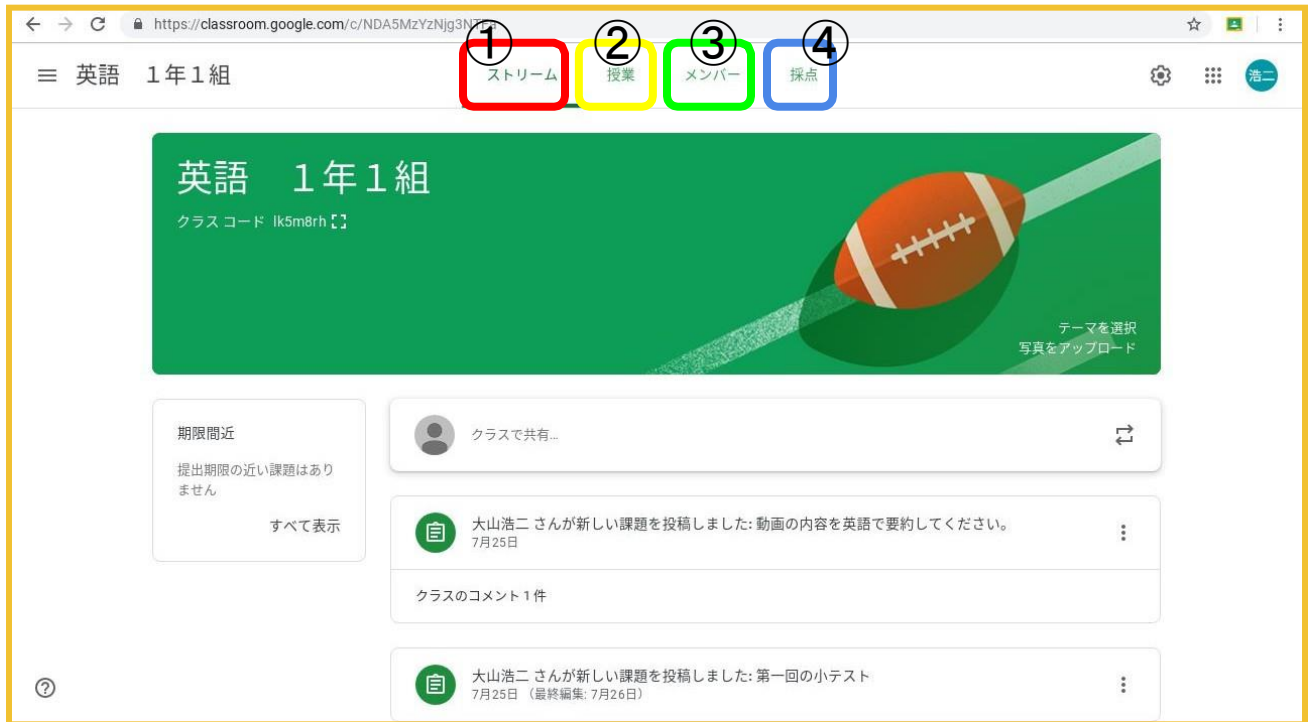 https://classroom.google.com/c/NDA5MzYzNjg3NTFa
① ② ③ ④
英語　１年１組
ストリーム 授業 メンバー 採点
浩二
英語　１年１組
クラス コード lk5m8rh
テーマを選択
写真をアップロード
期限間近
提出期限の近い課題はあり
ません
すべて表示
クラスで共有...
大山浩二 さんが新しい課題を投稿しました: 動画の内容を英語で要約してください。
7月25日
クラスのコメント 1 件
大山浩二 さんが新しい課題を投稿しました: 第一回の小テスト
7月25日 （最終編集: 7月26日）